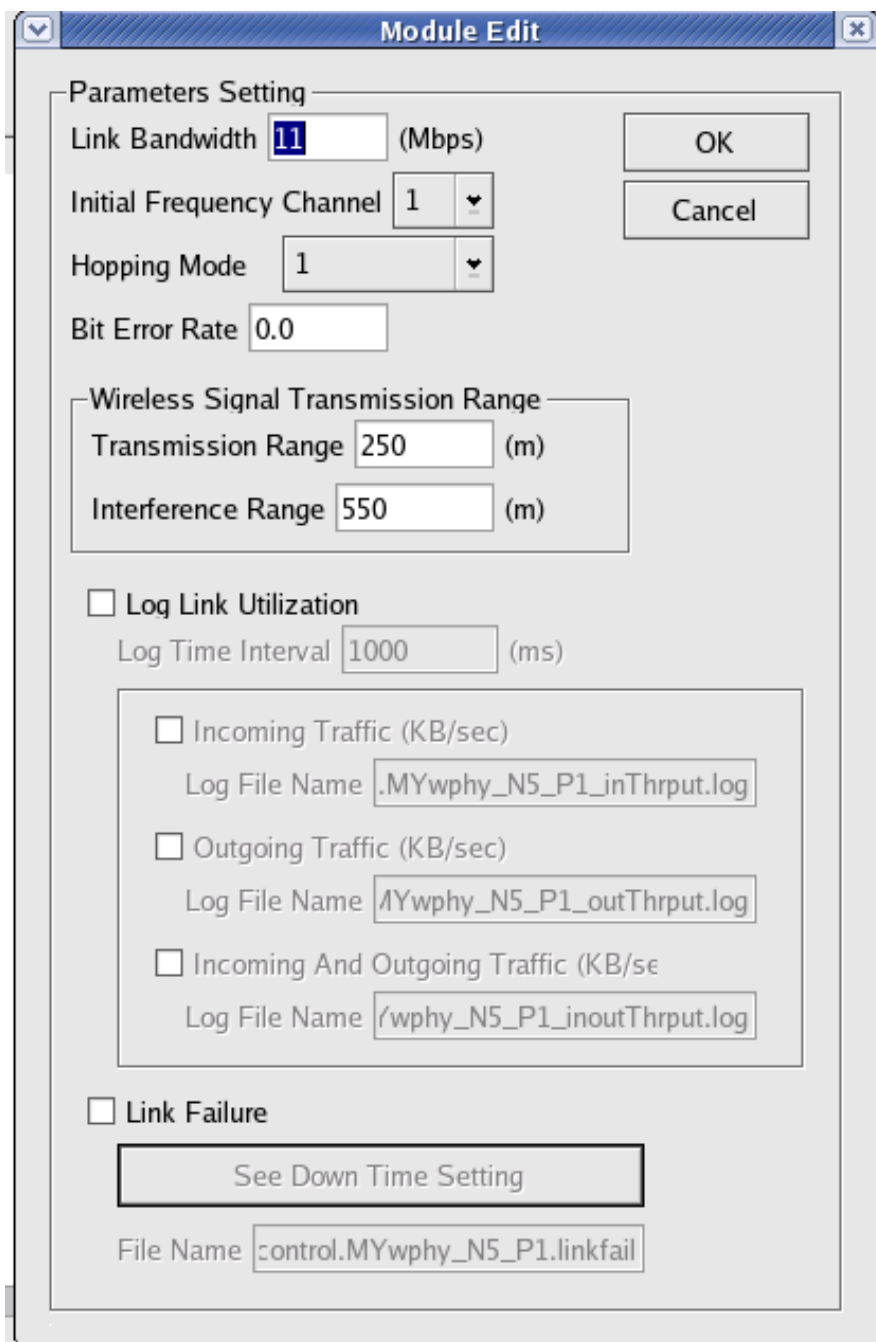 Module Edit
Parameters Setting
Link Bandwidth 11 (Mbps)
OK
Initial Frequency Channel 1
Cancel
Hopping Mode 1
Bit Error Rate 0.0
Wireless Signal Transmission Range
Transmission Range 250 (m)
Interference Range 550 (m)
Log Link Utilization
Log Time Interval 1000 (ms)
Incoming Traffic (KB/sec)
Log File Name .MYwphy_N5_P1_inThrput.log
Outgoing Traffic (KB/sec)
Log File Name MYwphy_N5_P1_outThrput.log
Incoming And Outgoing Traffic (KB/se
Log File Name Ywphy_N5_P1_inoutThrput.log
Link Failure
See Down Time Setting
File Name control.MYwphy_N5_P1.linkfail